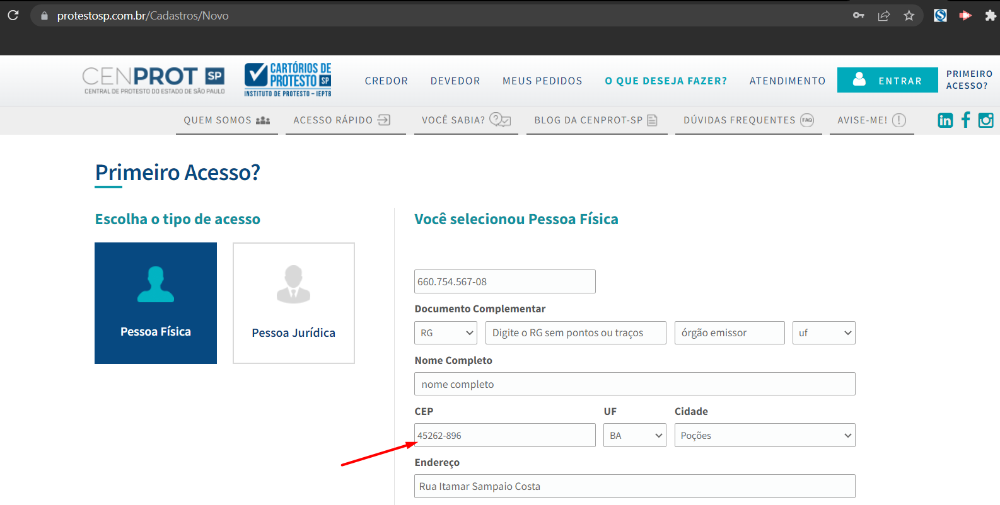 protestosp.com.br/Cadastros/Novo
CENPROT SP
CENTRAL DE PROTESTO DO ESTADO DE SÃO PAULO
CARTÓRIOS DE
PROTESTO SP
INSTITUTO DE PROTESTO – IEPTB
CREDOR
DEVEDOR
MEUS PEDIDOS
O QUE DESEJA FAZER?
ATENDIMENTO
ENTRAR
PRIMEIRO
ACESSO?
QUEM SOMOS
ACESSO RÁPIDO
VOCÊ SABIA?
BLOG DA CENPROT-SP
DÚVIDAS FREQUENTES FAQ
AVISE-ME!
Primeiro Acesso?
Escolha o tipo de acesso
Pessoa Física
Pessoa Jurídica
Você selecionou Pessoa Física
660.754.567-08
Documento Complementar
RG
Digite o RG sem pontos ou traços
órgão emissor
uf
Nome Completo
nome completo
CEP
UF
Cidade
45262-896
BA
Poções
Endereço
Rua Itamar Sampaio Costa